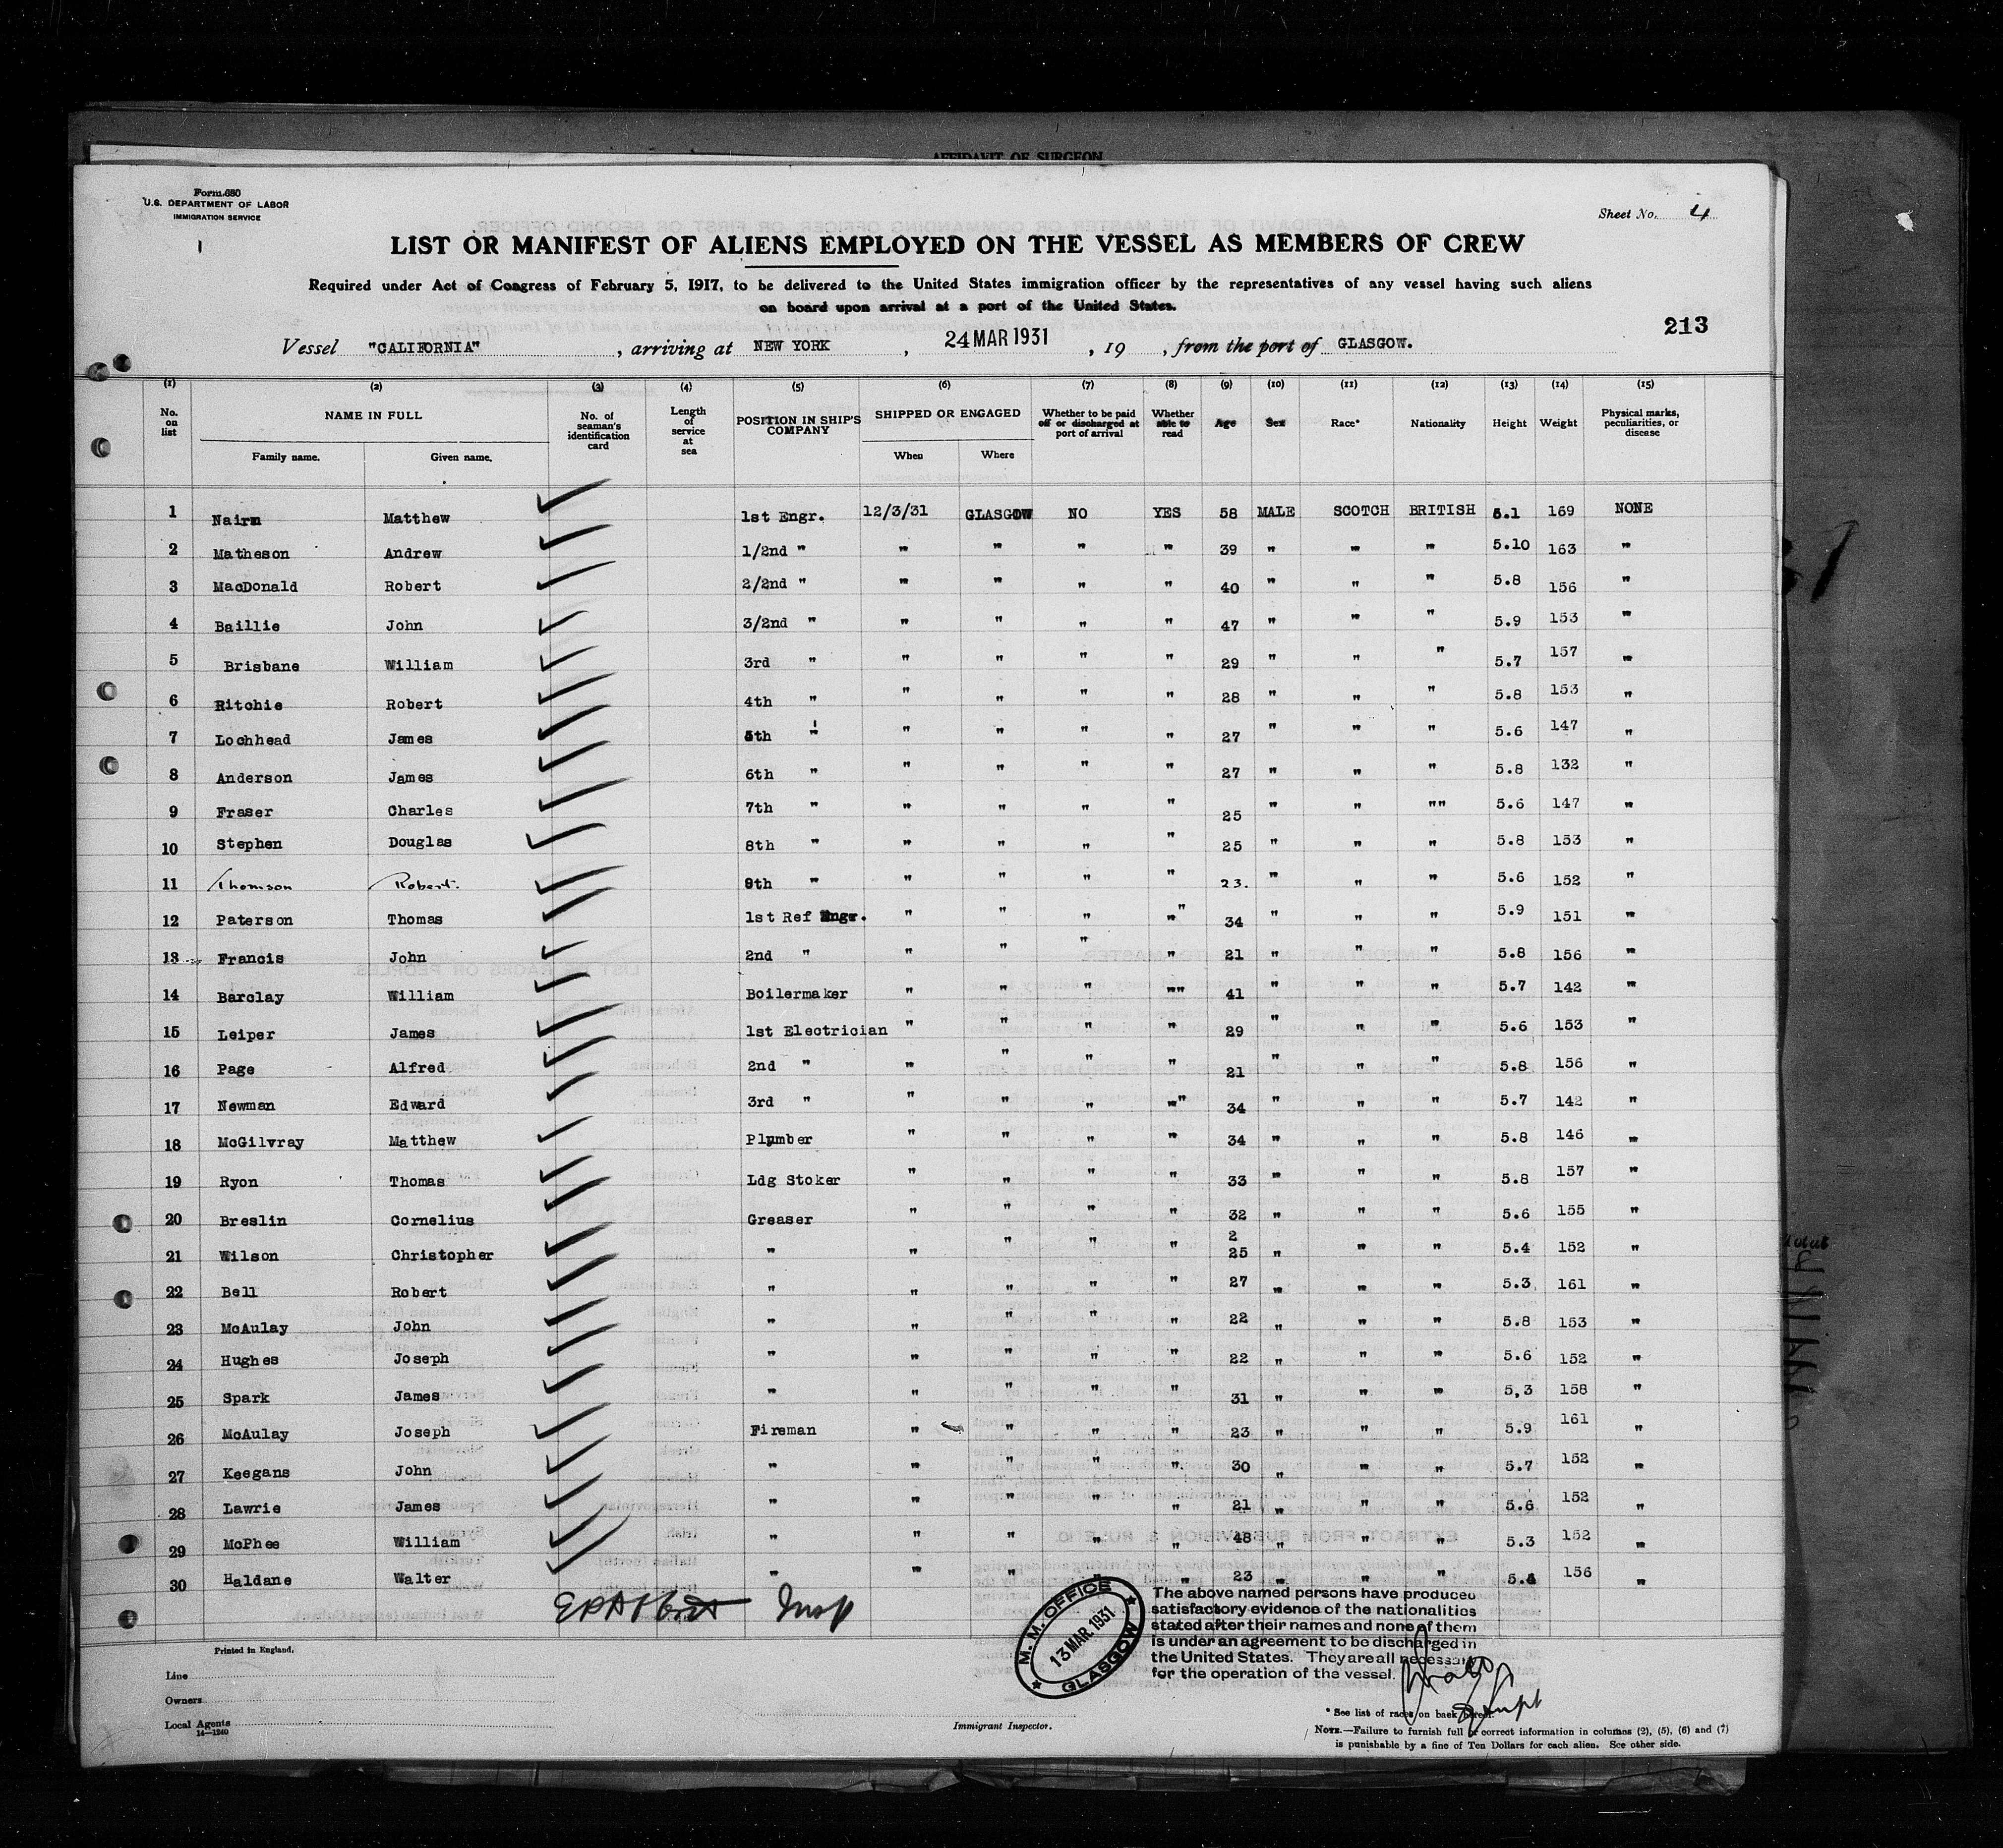 AFFIDAVIT OF SURGEON
Form 680
U.S. DEPARTMENT OF LABOR
IMMIGRATION SERVICE
Sheet No. 4
LIST OR MANIFEST OF ALIENS EMPLOYED ON THE VESSEL AS MEMBERS OF CREW
Required under Act of Congress of February 5, 1917, to be delivered to the United States immigration officer by the representatives of any vessel having such aliens
on board upon arrival at a port of the United States.
213
Vessel "CALIFORNIA", arriving at NEW YORK, 24 MAR 1931, 19 , from the port of GLASGOW.
(1) (2) (3) (4) (5) (6) (7) (8) (9) (10) (11) (12) (13) (14) (15)
No. on list NAME IN FULL Family name. Given name. No. of seaman's identification card Length of service at sea POSITION IN SHIP'S COMPANY SHIPPED OR ENGAGED When Where Whether to be paid off or discharged at port of arrival Whether able to read Age Sex Race* Nationality Height Weight Physical marks, peculiarities, or disease
1 Nairn Matthew 1st Engr. 12/3/31 GLASGOW NO YES 58 MALE SCOTCH BRITISH 5.1 169 NONE
2 Matheson Andrew 1/2nd " " " " " 39 " " " 5.10 163 "
3 MacDonald Robert 2/2nd " " " " " 40 " " " 5.8 156 "
4 Baillie John 3/2nd " " " " " 47 " " " 5.9 153 "
5 Brisbane William 3rd " " " " " 29 " " " 5.7 157 "
6 Ritchie Robert 4th " " " " " 28 " " " 5.8 153 "
7 Lochhead James 5th " " " " " 27 " " " 5.6 147 "
8 Anderson James 6th " " " " " 27 " " " 5.8 132 "
9 Fraser Charles 7th " " " " " 25 " " "" 5.6 147 "
10 Stephen Douglas 8th " " " " " 25 " " " 5.8 153 "
11 Thomson Robert. 9th " " " " " 23. " " " 5.6 152 "
12 Paterson Thomas 1st Ref Engr. " " " "" 34 " " " 5.9 151 "
13 Francis John 2nd " " " " " 21 " " " 5.8 156 "
14 Barclay William Boilermaker " " " "" 41 " " " 5.7 142 "
15 Leiper James 1st Electrician " " " " 29 " " " 5.6 153 "
16 Page Alfred 2nd " " " " " 21 " " " 5.8 156 "
17 Newman Edward 3rd " " " " "" 34 " " " 5.7 142 "
18 McGilvray Matthew Plumber " " " " 34 " " " 5.8 146 "
19 Ryon Thomas Ldg Stoker " " " " 33 " " " 5.8 157 "
20 Breslin Cornelius Greaser " " " " 32 " " " 5.6 155 "
21 Wilson Christopher " " " " " 2 25 " " " 5.4 152 "
22 Bell Robert " " " " " 27 " " " 5.3 161 "
23 McAulay John " " " " " 22 " " " 5.8 153 "
24 Hughes Joseph " " " " " 22 " " " 5.6 152 "
25 Spark James " " " " " 31 " " " 5,3 158 "
26 McAulay Joseph Fireman " " " " 23 " " " 5.9 161 "
27 Keegans John " " " " " 30 " " " 5.7 152 "
28 Lawrie James " " " " " 21 " " " 5.6 152 "
29 McPhee William " " " " " 48 " " " 5.3 152 "
30 Haldane Walter " " " " " 23 " " " 5.4 156 "
Insp
M. M. OFFICE
13 MAR. 1931
GLASGOW
The above named persons have produced
satisfactory evidence of the nationalities
stated after their names and none of them
is under an agreement to be discharged in
the United States. They are all necessary
for the operation of the vessel.
Printed in England.
Line
Owners
Local Agents
14—1240
Immigrant Inspector.
* See list of races on back hereof.
NOTE.—Failure to furnish full or correct information in columns (2), (5), (6) and (7)
is punishable by a fine of Ten Dollars for each alien. See other side.